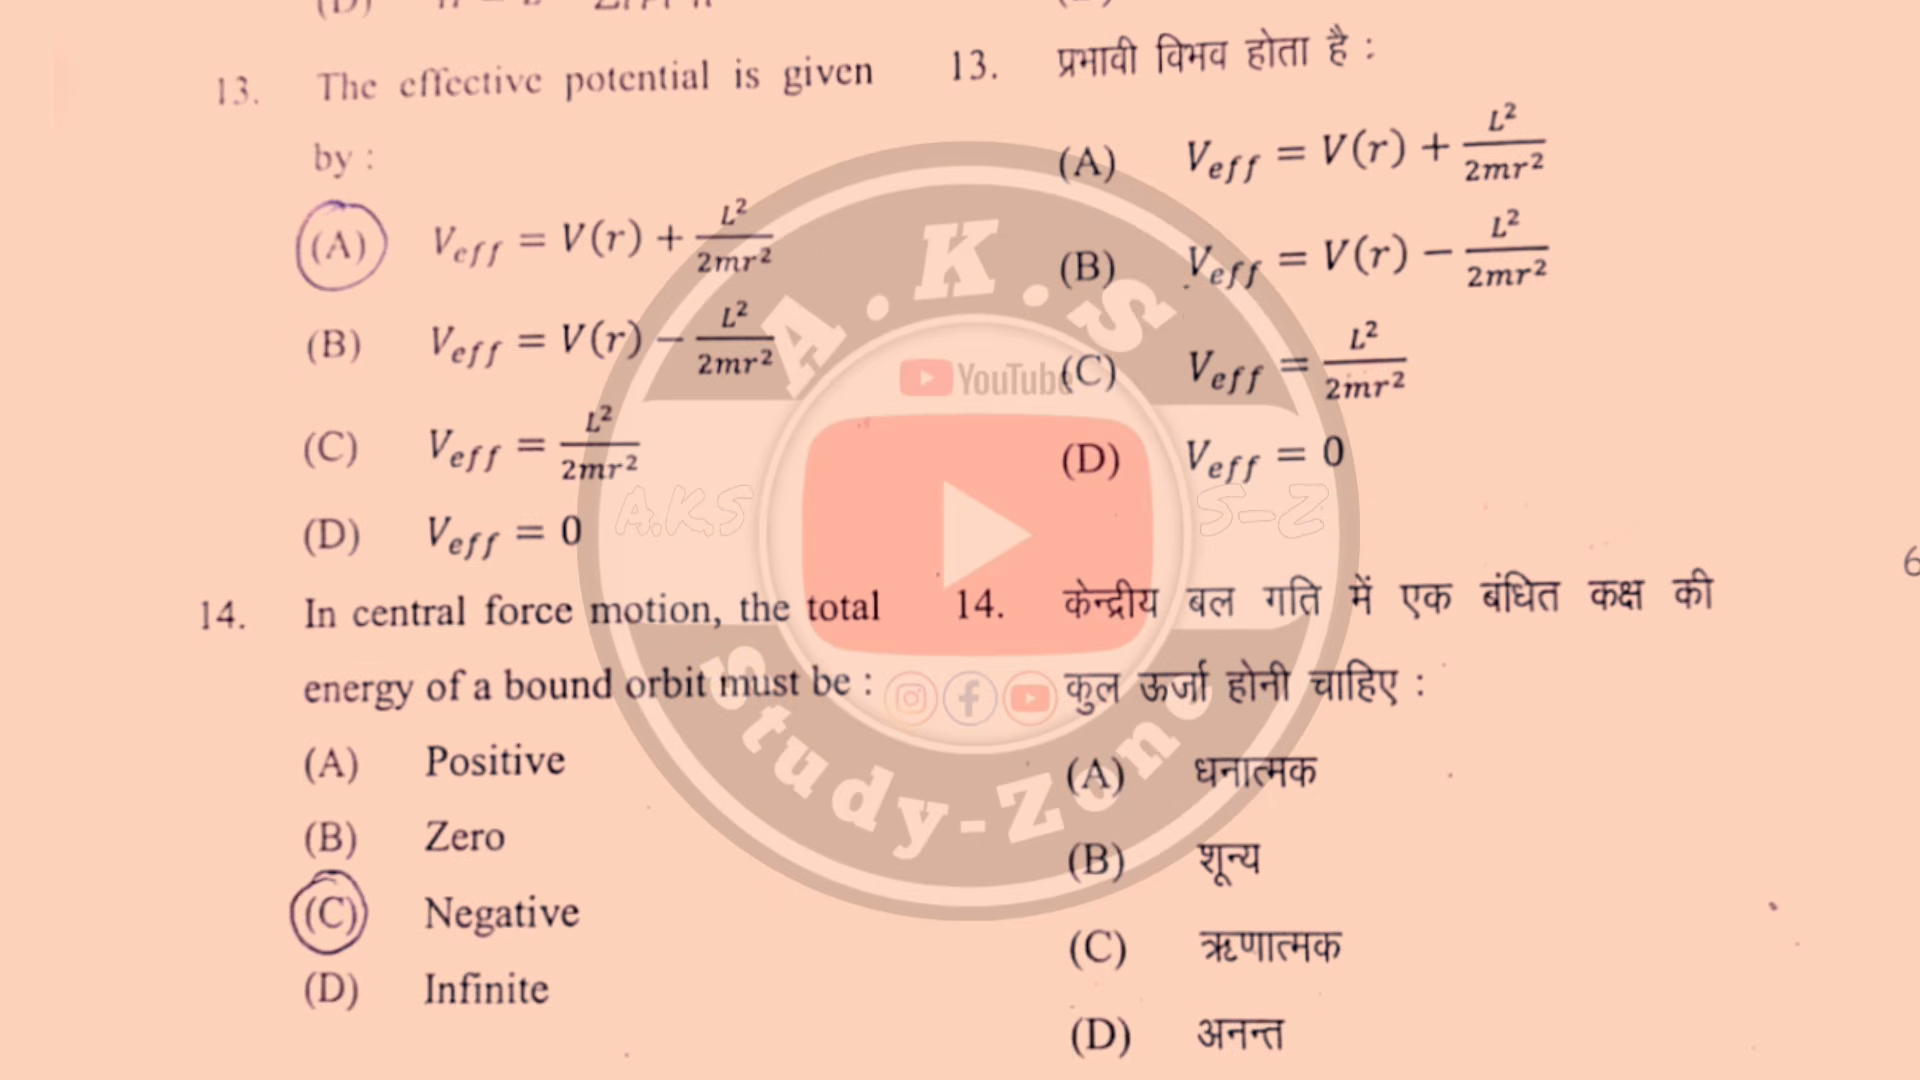 13. The effective potential is given
by :
(A) V_eff = V(r) + L²/2mr²
(B) V_eff = V(r) − L²/2mr²
(C) V_eff = L²/2mr²
(D) V_eff = 0
14. In central force motion, the total
energy of a bound orbit must be :
(A) Positive
(B) Zero
(C) Negative
(D) Infinite
13. प्रभावी विभव होता है :
(A) V_eff = V(r) + L²/2mr²
(B) V_eff = V(r) − L²/2mr²
(C) V_eff = L²/2mr²
(D) V_eff = 0
14. केन्द्रीय बल गति में एक बंधित कक्ष की
कुल ऊर्जा होनी चाहिए :
(A) धनात्मक
(B) शून्य
(C) ऋणात्मक
(D) अनन्त
6
A.K.S
YouTube
A.K.S S-Z
Study-Zone